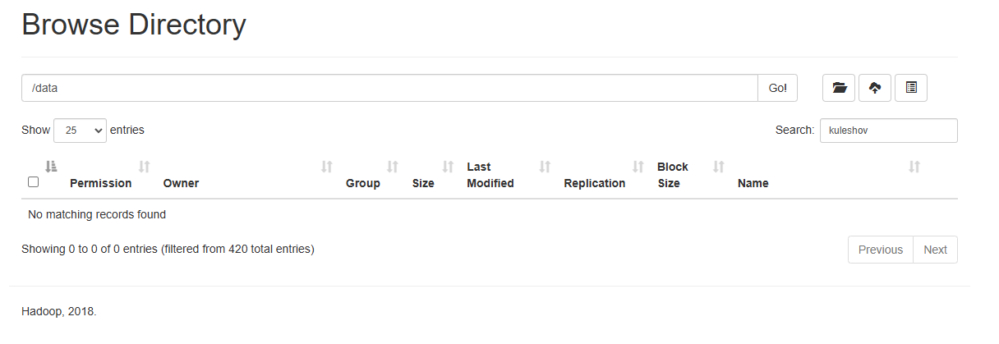 Browse Directory
/data Go!
Show 25 entries Search: kuleshov
Permission Owner Group Size Last Modified Replication Block Size Name
No matching records found
Showing 0 to 0 of 0 entries (filtered from 420 total entries) Previous Next
Hadoop, 2018.